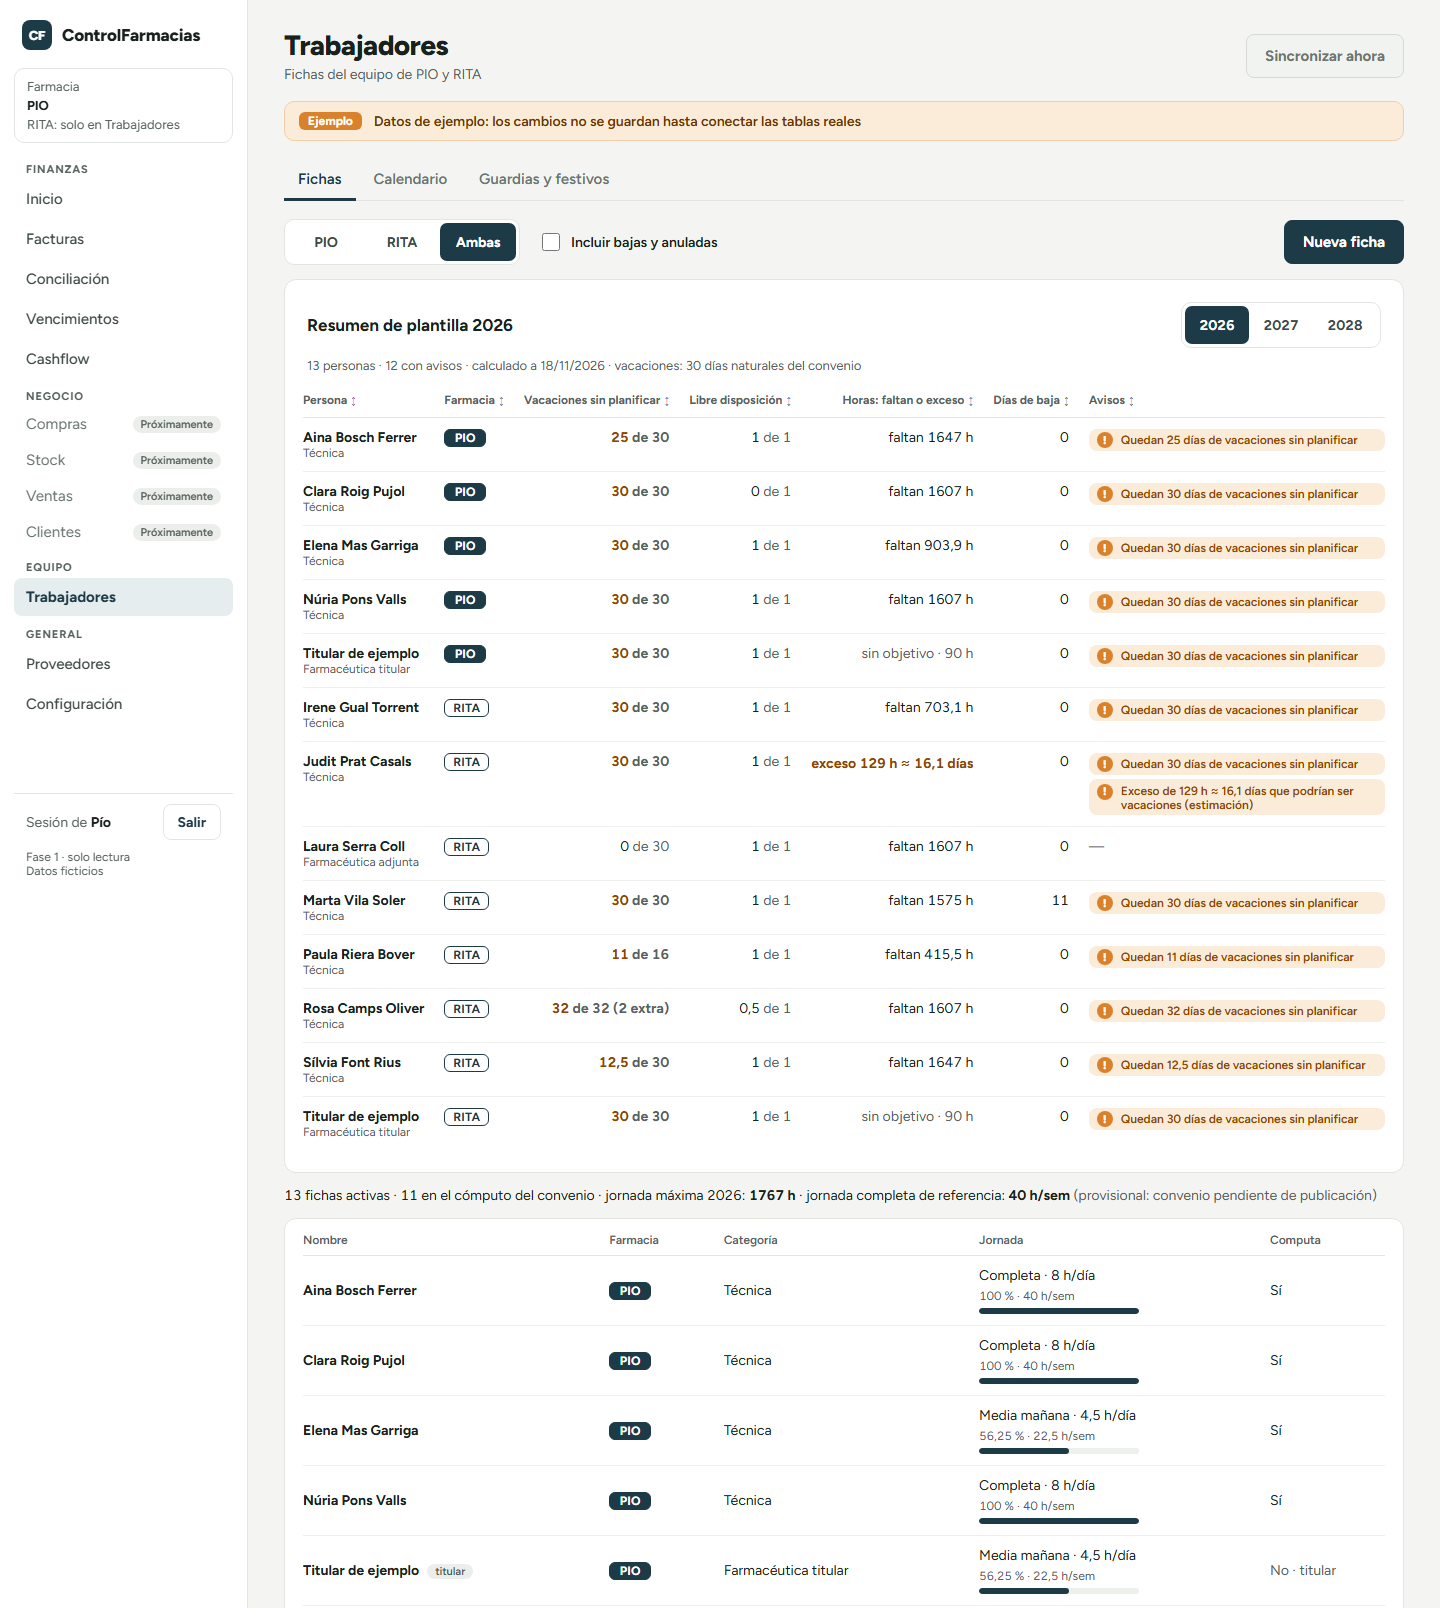 CF ControlFarmacias
Farmacia
PIO
RITA: solo en Trabajadores
FINANZAS
Inicio
Facturas
Conciliación
Vencimientos
Cashflow
NEGOCIO
Compras Próximamente
Stock Próximamente
Ventas Próximamente
Clientes Próximamente
EQUIPO
Trabajadores
GENERAL
Proveedores
Configuración
Sesión de Pío Salir
Fase 1 · solo lectura
Datos ficticios
Trabajadores
Fichas del equipo de PIO y RITA
Sincronizar ahora
Ejemplo Datos de ejemplo: los cambios no se guardan hasta conectar las tablas reales
Fichas Calendario Guardias y festivos
PIO RITA Ambas Incluir bajas y anuladas Nueva ficha
Resumen de plantilla 2026 2026 2027 2028
13 personas · 12 con avisos · calculado a 18/11/2026 · vacaciones: 30 días naturales del convenio
Persona ↕ Farmacia ↕ Vacaciones sin planificar ↕ Libre disposición ↕ Horas: faltan o exceso ↕ Días de baja ↕ Avisos ↕
Aina Bosch Ferrer PIO 25 de 30 1 de 1 faltan 1647 h 0 ! Quedan 25 días de vacaciones sin planificar
Técnica
Clara Roig Pujol PIO 30 de 30 0 de 1 faltan 1607 h 0 ! Quedan 30 días de vacaciones sin planificar
Técnica
Elena Mas Garriga PIO 30 de 30 1 de 1 faltan 903,9 h 0 ! Quedan 30 días de vacaciones sin planificar
Técnica
Núria Pons Valls PIO 30 de 30 1 de 1 faltan 1607 h 0 ! Quedan 30 días de vacaciones sin planificar
Técnica
Titular de ejemplo PIO 30 de 30 1 de 1 sin objetivo · 90 h 0 ! Quedan 30 días de vacaciones sin planificar
Farmacéutica titular
Irene Gual Torrent RITA 30 de 30 1 de 1 faltan 703,1 h 0 ! Quedan 30 días de vacaciones sin planificar
Técnica
Judit Prat Casals RITA 30 de 30 1 de 1 exceso 129 h ≈ 16,1 días 0 ! Quedan 30 días de vacaciones sin planificar
Técnica
! Exceso de 129 h ≈ 16,1 días que podrían ser
vacaciones (estimación)
Laura Serra Coll RITA 0 de 30 1 de 1 faltan 1607 h 0 —
Farmacéutica adjunta
Marta Vila Soler RITA 30 de 30 1 de 1 faltan 1575 h 11 ! Quedan 30 días de vacaciones sin planificar
Técnica
Paula Riera Bover RITA 11 de 16 1 de 1 faltan 415,5 h 0 ! Quedan 11 días de vacaciones sin planificar
Técnica
Rosa Camps Oliver RITA 32 de 32 (2 extra) 0,5 de 1 faltan 1607 h 0 ! Quedan 32 días de vacaciones sin planificar
Técnica
Sílvia Font Rius RITA 12,5 de 30 1 de 1 faltan 1647 h 0 ! Quedan 12,5 días de vacaciones sin planificar
Técnica
Titular de ejemplo RITA 30 de 30 1 de 1 sin objetivo · 90 h 0 ! Quedan 30 días de vacaciones sin planificar
Farmacéutica titular
13 fichas activas · 11 en el cómputo del convenio · jornada máxima 2026: 1767 h · jornada completa de referencia: 40 h/sem (provisional: convenio pendiente de publicación)
Nombre Farmacia Categoría Jornada Computa
Aina Bosch Ferrer PIO Técnica Completa · 8 h/día Sí
100 % · 40 h/sem
Clara Roig Pujol PIO Técnica Completa · 8 h/día Sí
100 % · 40 h/sem
Elena Mas Garriga PIO Técnica Media mañana · 4,5 h/día Sí
56,25 % · 22,5 h/sem
Núria Pons Valls PIO Técnica Completa · 8 h/día Sí
100 % · 40 h/sem
Titular de ejemplo titular PIO Farmacéutica titular Media mañana · 4,5 h/día No · titular
56,25 % · 22,5 h/sem